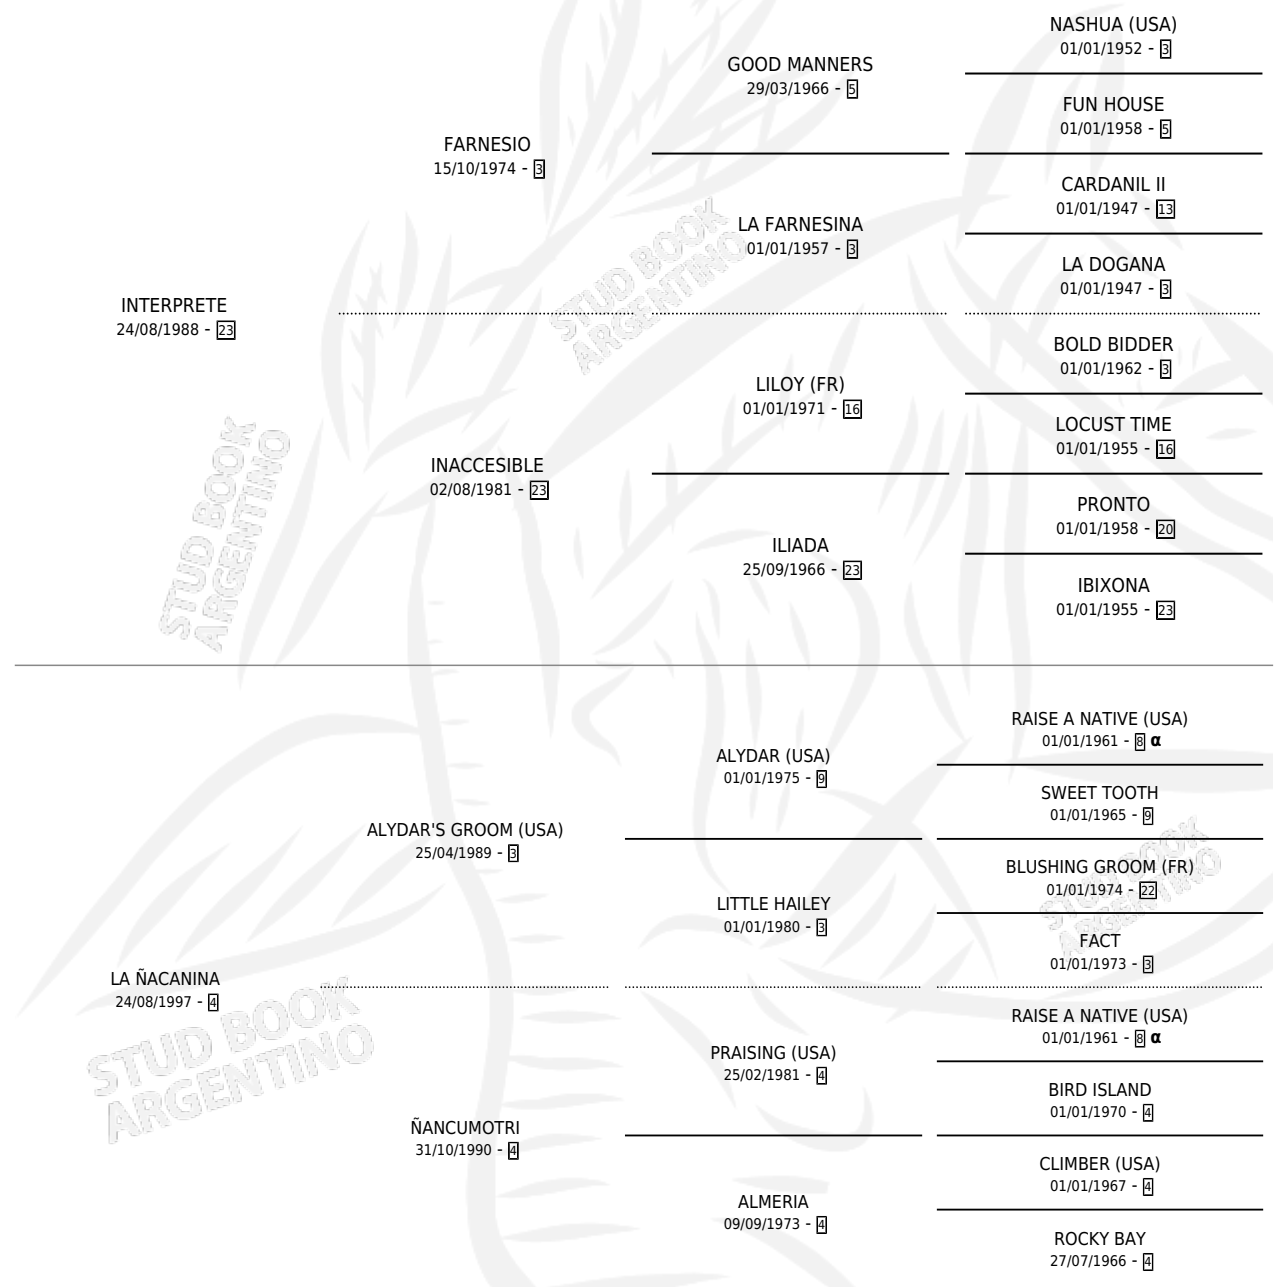 NASHUA (USA)
01/01/1952 - 3
GOOD MANNERS
29/03/1966 - 5
FUN HOUSE
01/01/1958 - 5
FARNESIO
15/10/1974 - 3
CARDANIL II
01/01/1947 - 13
LA FARNESINA
01/01/1957 - 3
LA DOGANA
01/01/1947 - 3
INTERPRETE
24/08/1988 - 23
BOLD BIDDER
01/01/1962 - 3
LILOY (FR)
01/01/1971 - 16
LOCUST TIME
01/01/1955 - 16
INACCESIBLE
02/08/1981 - 23
PRONTO
01/01/1958 - 20
ILIADA
25/09/1966 - 23
IBIXONA
01/01/1955 - 23
RAISE A NATIVE (USA)
01/01/1961 - 8 α
ALYDAR (USA)
01/01/1975 - 9
SWEET TOOTH
01/01/1965 - 9
ALYDAR'S GROOM (USA)
25/04/1989 - 3
BLUSHING GROOM (FR)
01/01/1974 - 22
LITTLE HAILEY
01/01/1980 - 3
FACT
01/01/1973 - 3
LA ÑACANINA
24/08/1997 - 4
RAISE A NATIVE (USA)
01/01/1961 - 8 α
PRAISING (USA)
25/02/1981 - 4
BIRD ISLAND
01/01/1970 - 4
ÑANCUMOTRI
31/10/1990 - 4
CLIMBER (USA)
01/01/1967 - 4
ALMERIA
09/09/1973 - 4
ROCKY BAY
27/07/1966 - 4
STUD BOOK
ARGENTINO
STUD BOOK
ARGENTINO
STUD BOOK
ARGENTINO
STUD BOOK
ARGENTINO